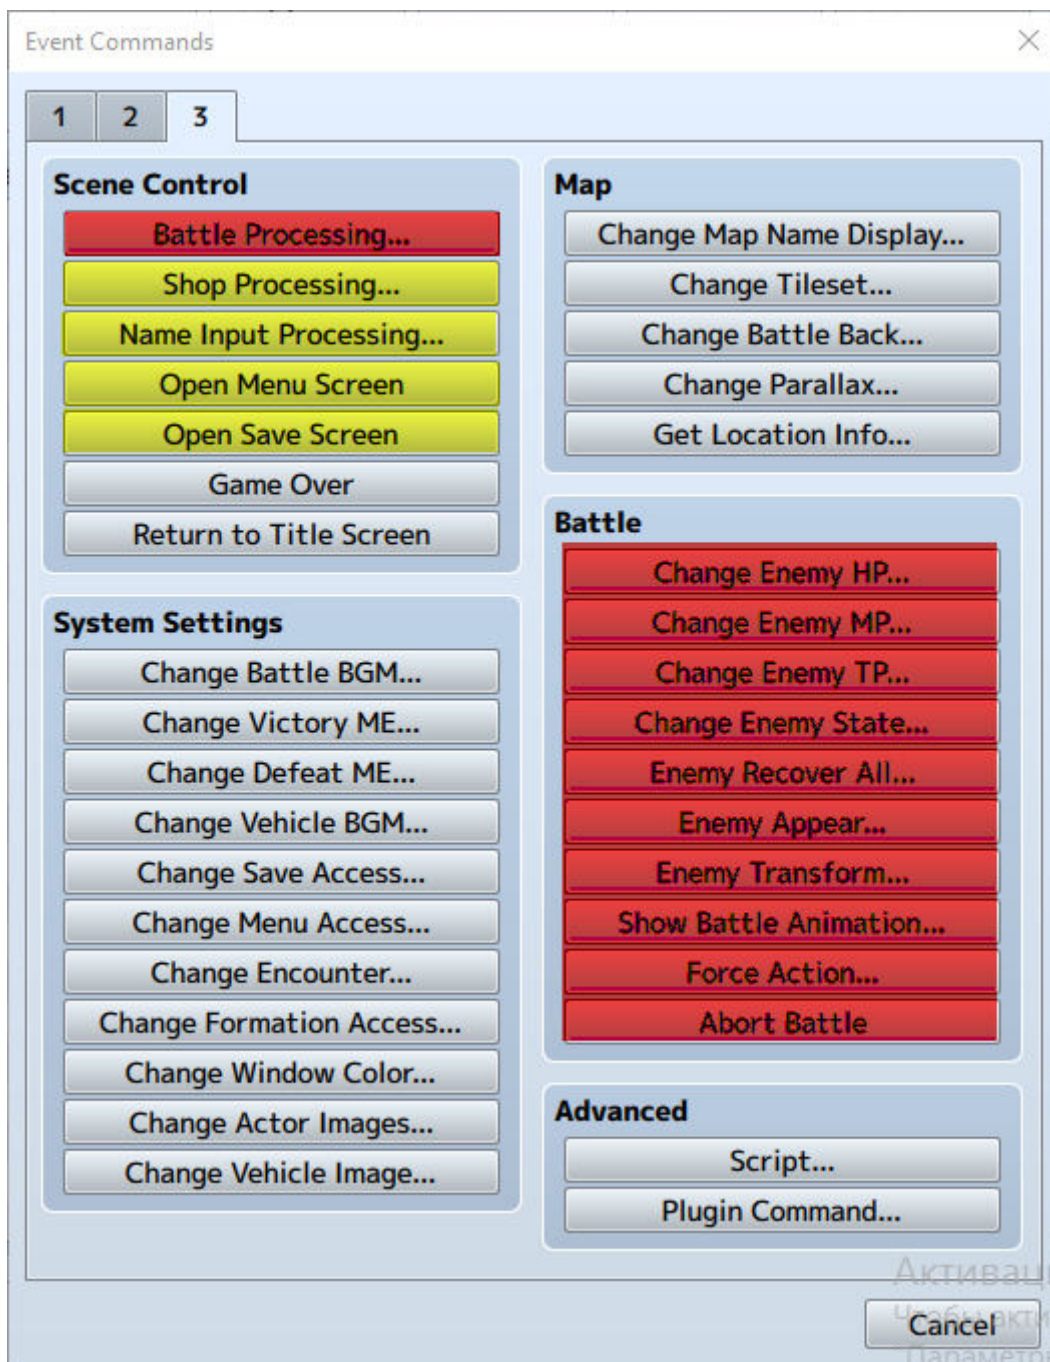 Event Commands
1 2 3
Scene Control
Battle Processing...
Shop Processing...
Name Input Processing...
Open Menu Screen
Open Save Screen
Game Over
Return to Title Screen
System Settings
Change Battle BGM...
Change Victory ME...
Change Defeat ME...
Change Vehicle BGM...
Change Save Access...
Change Menu Access...
Change Encounter...
Change Formation Access...
Change Window Color...
Change Actor Images...
Change Vehicle Image...
Map
Change Map Name Display...
Change Tileset...
Change Battle Back...
Change Parallax...
Get Location Info...
Battle
Change Enemy HP...
Change Enemy MP...
Change Enemy TP...
Change Enemy State...
Enemy Recover All...
Enemy Appear...
Enemy Transform...
Show Battle Animation...
Force Action...
Abort Battle
Advanced
Script...
Plugin Command...
Cancel